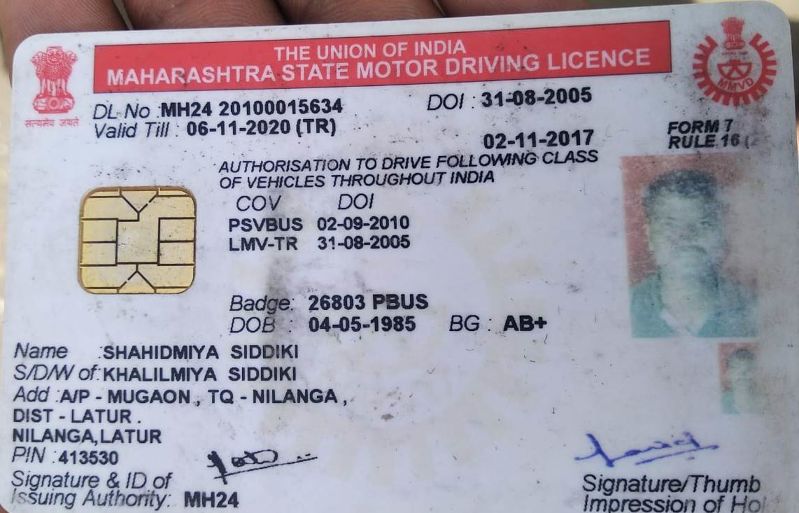 THE UNION OF INDIA
MAHARASHTRA STATE MOTOR DRIVING LICENCE
सत्यमेव जयते
MMVD
DL No : MH24 20100015634 DOI : 31-08-2005
Valid Till : 06-11-2020 (TR) 02-11-2017
FORM 7
RULE 16 (
AUTHORISATION TO DRIVE FOLLOWING CLASS
OF VEHICLES THROUGHOUT INDIA
COV DOI
PSVBUS 02-09-2010
LMV-TR 31-08-2005
Badge: 26803 PBUS
DOB : 04-05-1985 BG : AB+
Name :SHAHIDMIYA SIDDIKI
S/D/W of:KHALILMIYA SIDDIKI
Add :A/P - MUGAON , TQ - NILANGA ,
DIST - LATUR .
NILANGA,LATUR
PIN :413530
Signature & ID of
Issuing Authority: MH24
Signature/Thumb
Impression of Hol